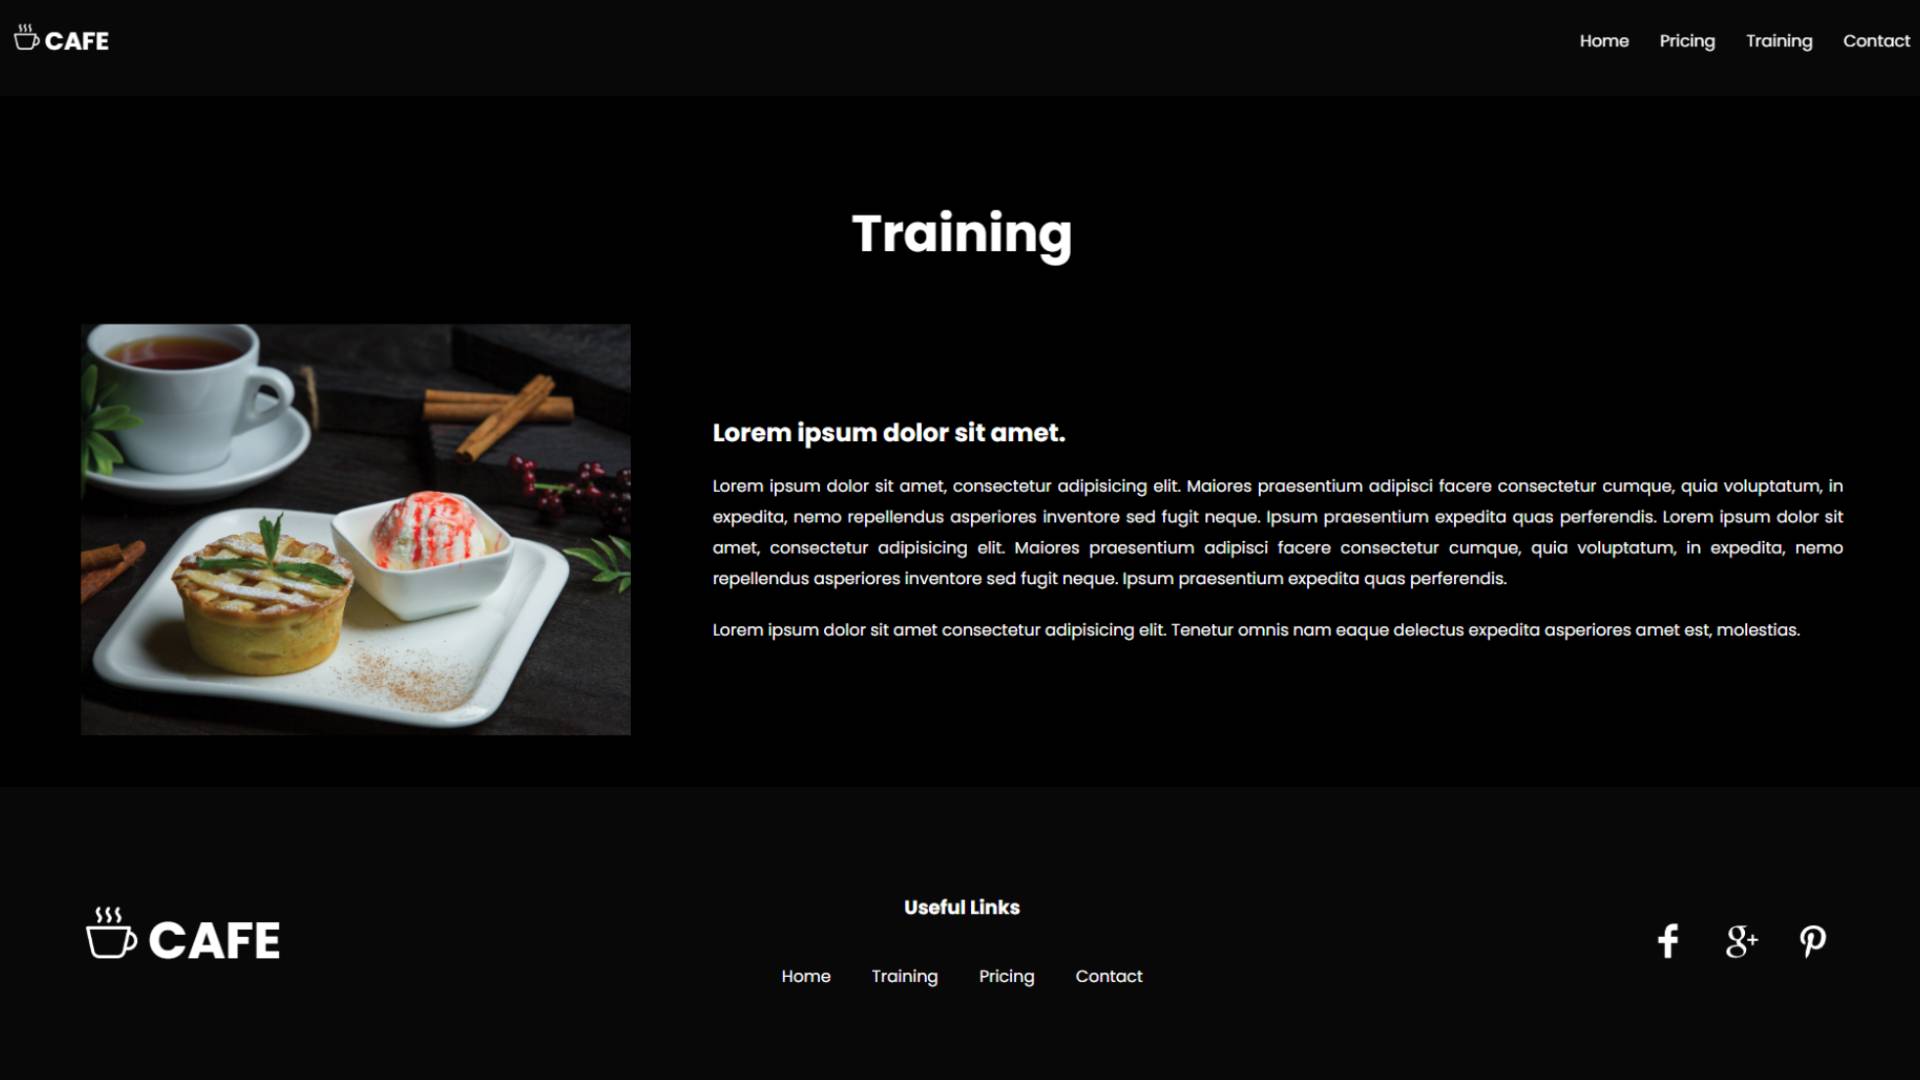 CAFE
Home Pricing Training Contact
Training
Lorem ipsum dolor sit amet.
Lorem ipsum dolor sit amet, consectetur adipisicing elit. Maiores praesentium adipisci facere consectetur cumque, quia voluptatum, in
expedita, nemo repellendus asperiores inventore sed fugit neque. Ipsum praesentium expedita quas perferendis. Lorem ipsum dolor sit
amet, consectetur adipisicing elit. Maiores praesentium adipisci facere consectetur cumque, quia voluptatum, in expedita, nemo
repellendus asperiores inventore sed fugit neque. Ipsum praesentium expedita quas perferendis.
Lorem ipsum dolor sit amet consectetur adipisicing elit. Tenetur omnis nam eaque delectus expedita asperiores amet est, molestias.
CAFE
Useful Links
Home Training Pricing Contact